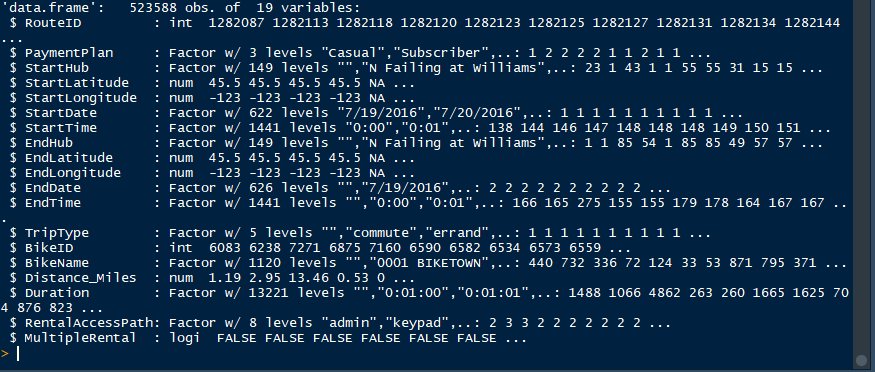 'data.frame':   523588 obs. of  19 variables:
 $ RouteID         : int  1282087 1282113 1282118 1282120 1282123 1282125 1282127 1282131 1282134 1282144
...
 $ PaymentPlan     : Factor w/ 3 levels "Casual","Subscriber",..: 1 2 2 2 2 1 1 2 1 1 ...
 $ StartHub        : Factor w/ 149 levels "","N Failing at Williams",..: 23 1 43 1 1 55 55 31 15 15 ...
 $ StartLatitude   : num  45.5 45.5 45.5 45.5 NA ...
 $ StartLongitude  : num  -123 -123 -123 -123 NA ...
 $ StartDate       : Factor w/ 622 levels "7/19/2016","7/20/2016",..: 1 1 1 1 1 1 1 1 1 1 ...
 $ StartTime       : Factor w/ 1441 levels "0:00","0:01",..: 138 144 146 147 148 148 148 149 150 151 ...
 $ EndHub          : Factor w/ 149 levels "","N Failing at Williams",..: 1 1 85 54 1 85 85 49 57 57 ...
 $ EndLatitude     : num  45.5 45.5 45.5 45.5 NA ...
 $ EndLongitude    : num  -123 -123 -123 -123 NA ...
 $ EndDate         : Factor w/ 626 levels "","7/19/2016",..: 2 2 2 2 2 2 2 2 2 2 ...
 $ EndTime         : Factor w/ 1441 levels "","0:00","0:01",..: 166 165 275 155 155 179 178 164 167 167 ..
.
 $ TripType        : Factor w/ 5 levels "","commute","errand",..: 1 1 1 1 1 1 1 1 1 1 ...
 $ BikeID          : int  6083 6238 7271 6875 7160 6590 6582 6534 6573 6559 ...
 $ BikeName        : Factor w/ 1120 levels "","0001 BIKETOWN",..: 440 732 336 72 124 33 53 871 795 371 ...
 $ Distance_Miles  : num  1.19 2.95 13.46 0.53 0 ...
 $ Duration        : Factor w/ 13221 levels "","0:01:00","0:01:01",..: 1488 1066 4862 263 260 1665 1625 70
4 876 823 ...
 $ RentalAccessPath: Factor w/ 8 levels "admin","keypad",..: 2 3 3 2 2 2 2 2 2 2 ...
 $ MultipleRental  : logi  FALSE FALSE FALSE FALSE FALSE FALSE ...
>